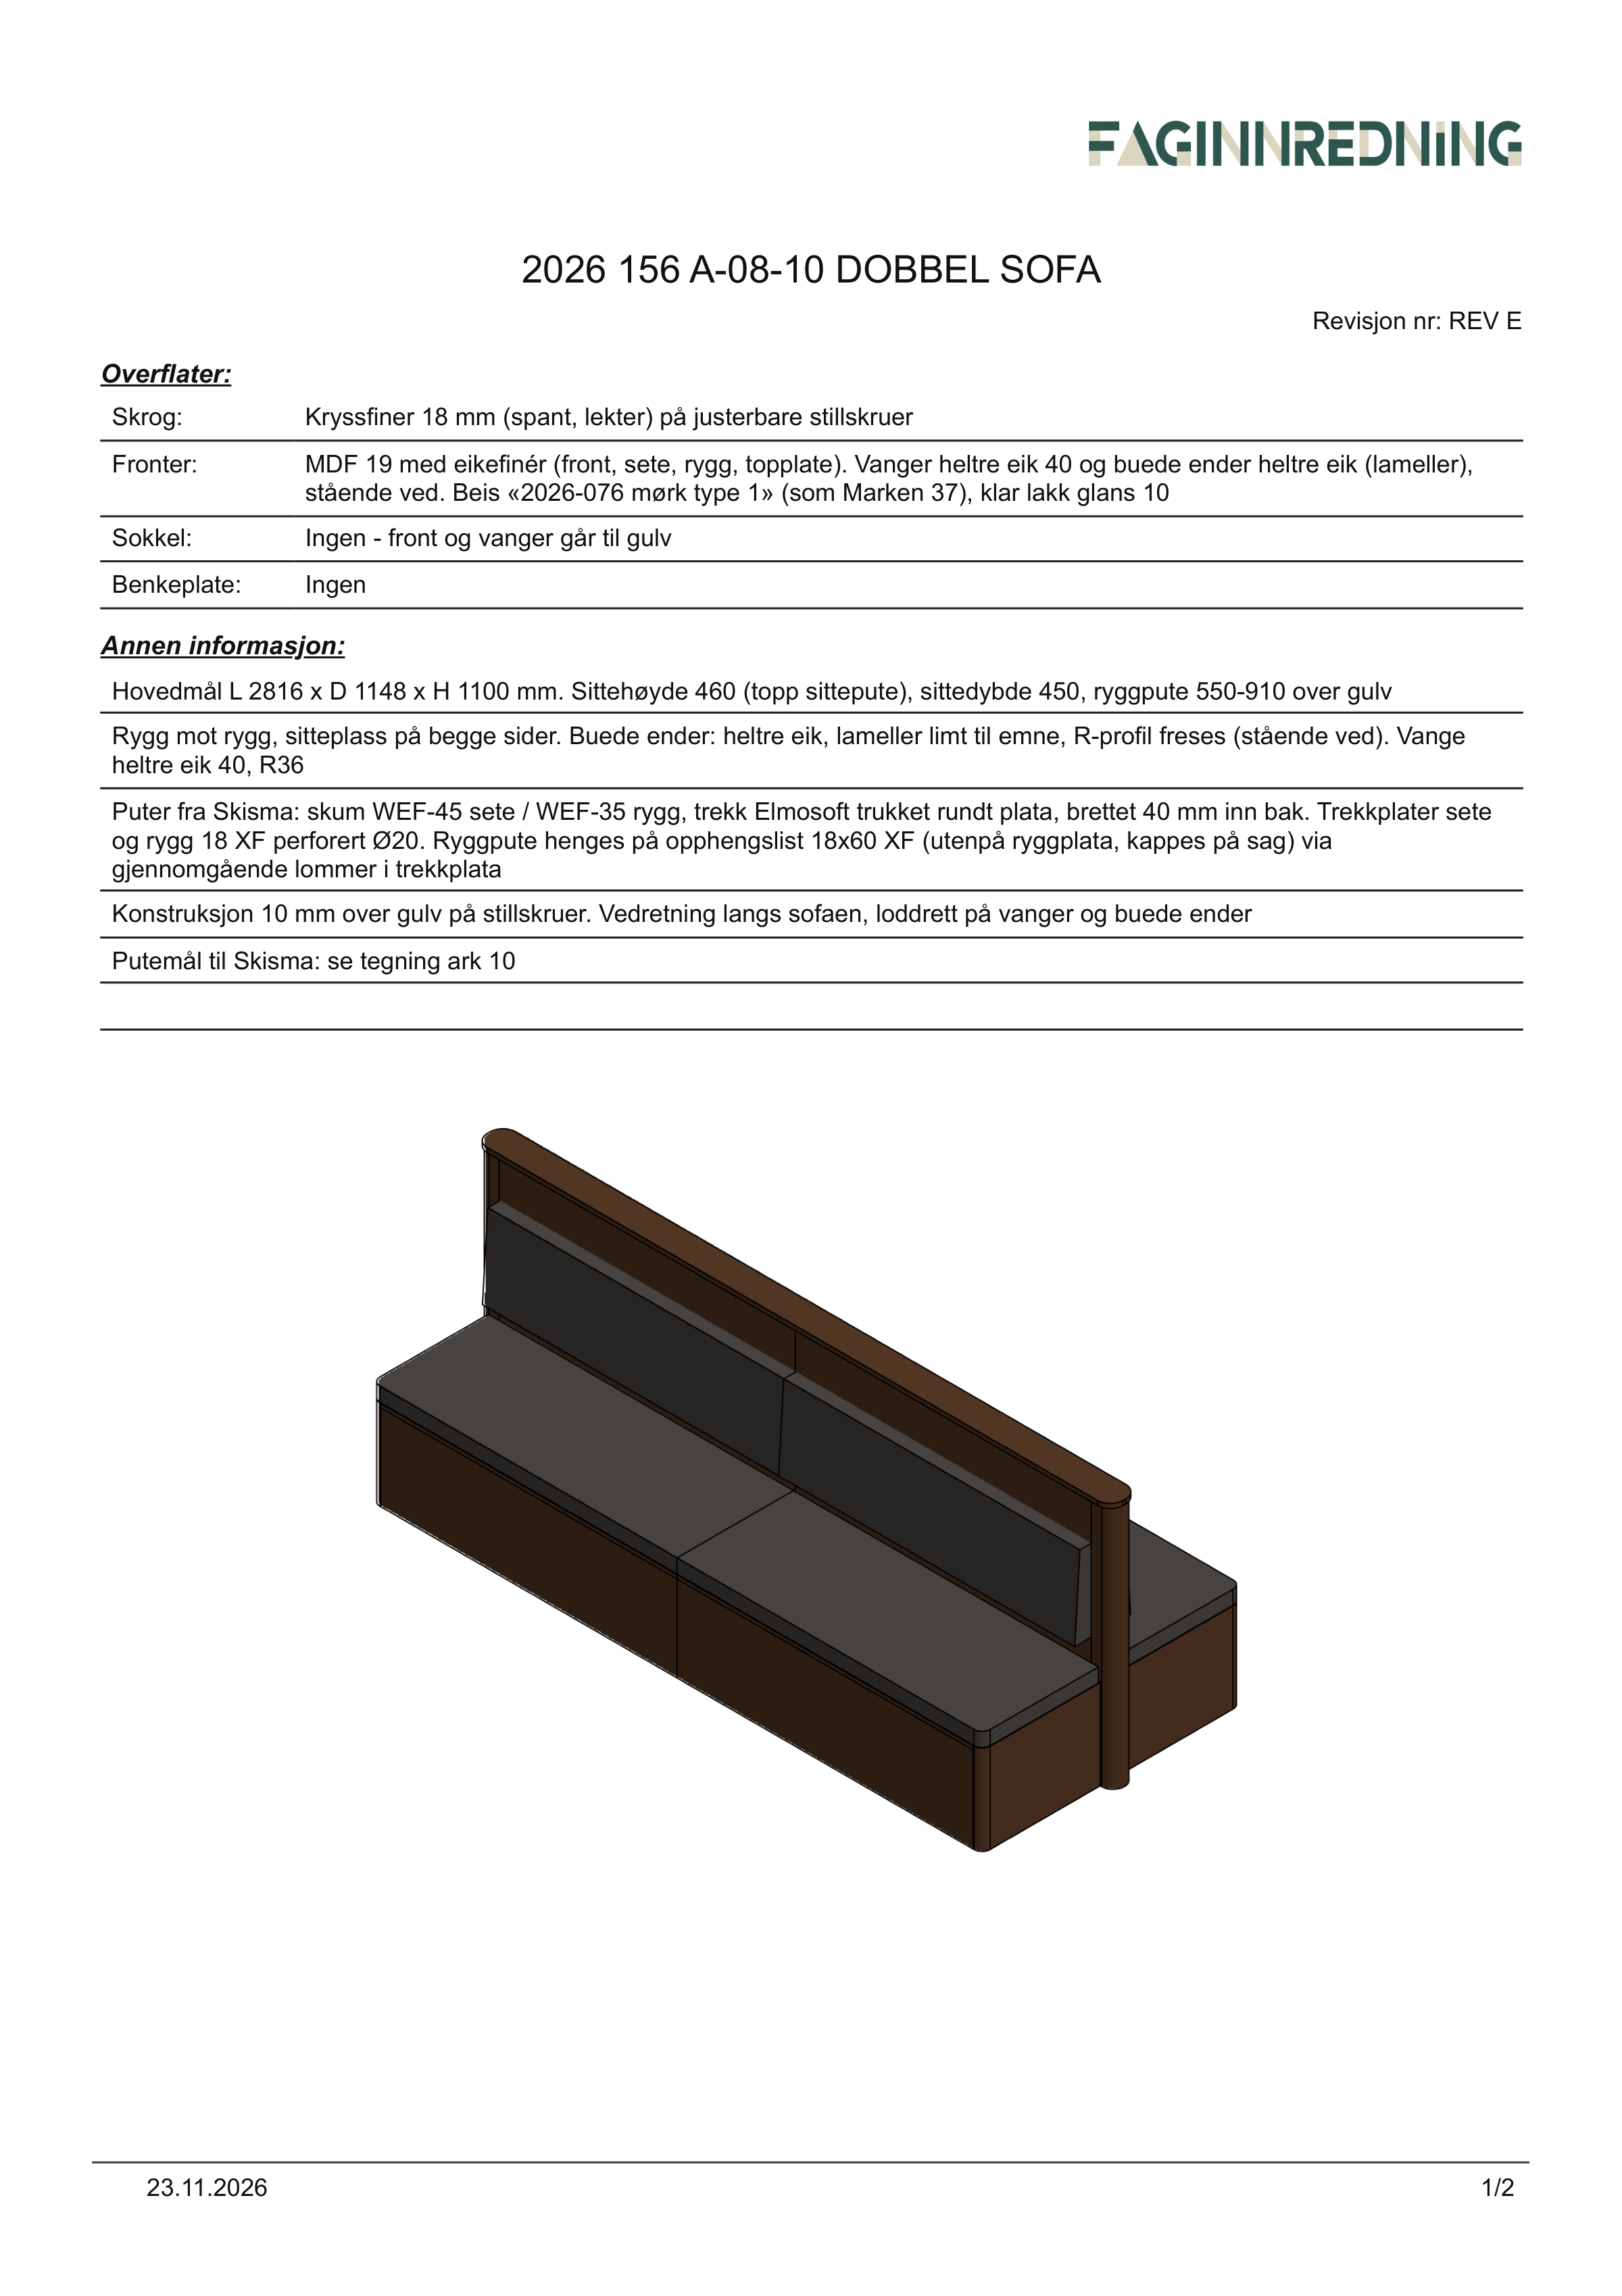 FAGINNREDNING
2026 156 A-08-10 DOBBEL SOFA
Revisjon nr: REV E
Overflater:
Skrog: Kryssfiner 18 mm (spant, lekter) på justerbare stillskruer
Fronter: MDF 19 med eikefinér (front, sete, rygg, topplate). Vanger heltre eik 40 og buede ender heltre eik (lameller),
stående ved. Beis «2026-076 mørk type 1» (som Marken 37), klar lakk glans 10
Sokkel: Ingen - front og vanger går til gulv
Benkeplate: Ingen
Annen informasjon:
Hovedmål L 2816 x D 1148 x H 1100 mm. Sittehøyde 460 (topp sittepute), sittedybde 450, ryggpute 550-910 over gulv
Rygg mot rygg, sitteplass på begge sider. Buede ender: heltre eik, lameller limt til emne, R-profil freses (stående ved). Vange
heltre eik 40, R36
Puter fra Skisma: skum WEF-45 sete / WEF-35 rygg, trekk Elmosoft trukket rundt plata, brettet 40 mm inn bak. Trekkplater sete
og rygg 18 XF perforert Ø20. Ryggpute henges på opphengslist 18x60 XF (utenpå ryggplata, kappes på sag) via
gjennomgående lommer i trekkplata
Konstruksjon 10 mm over gulv på stillskruer. Vedretning langs sofaen, loddrett på vanger og buede ender
Putemål til Skisma: se tegning ark 10
23.11.2026
1/2